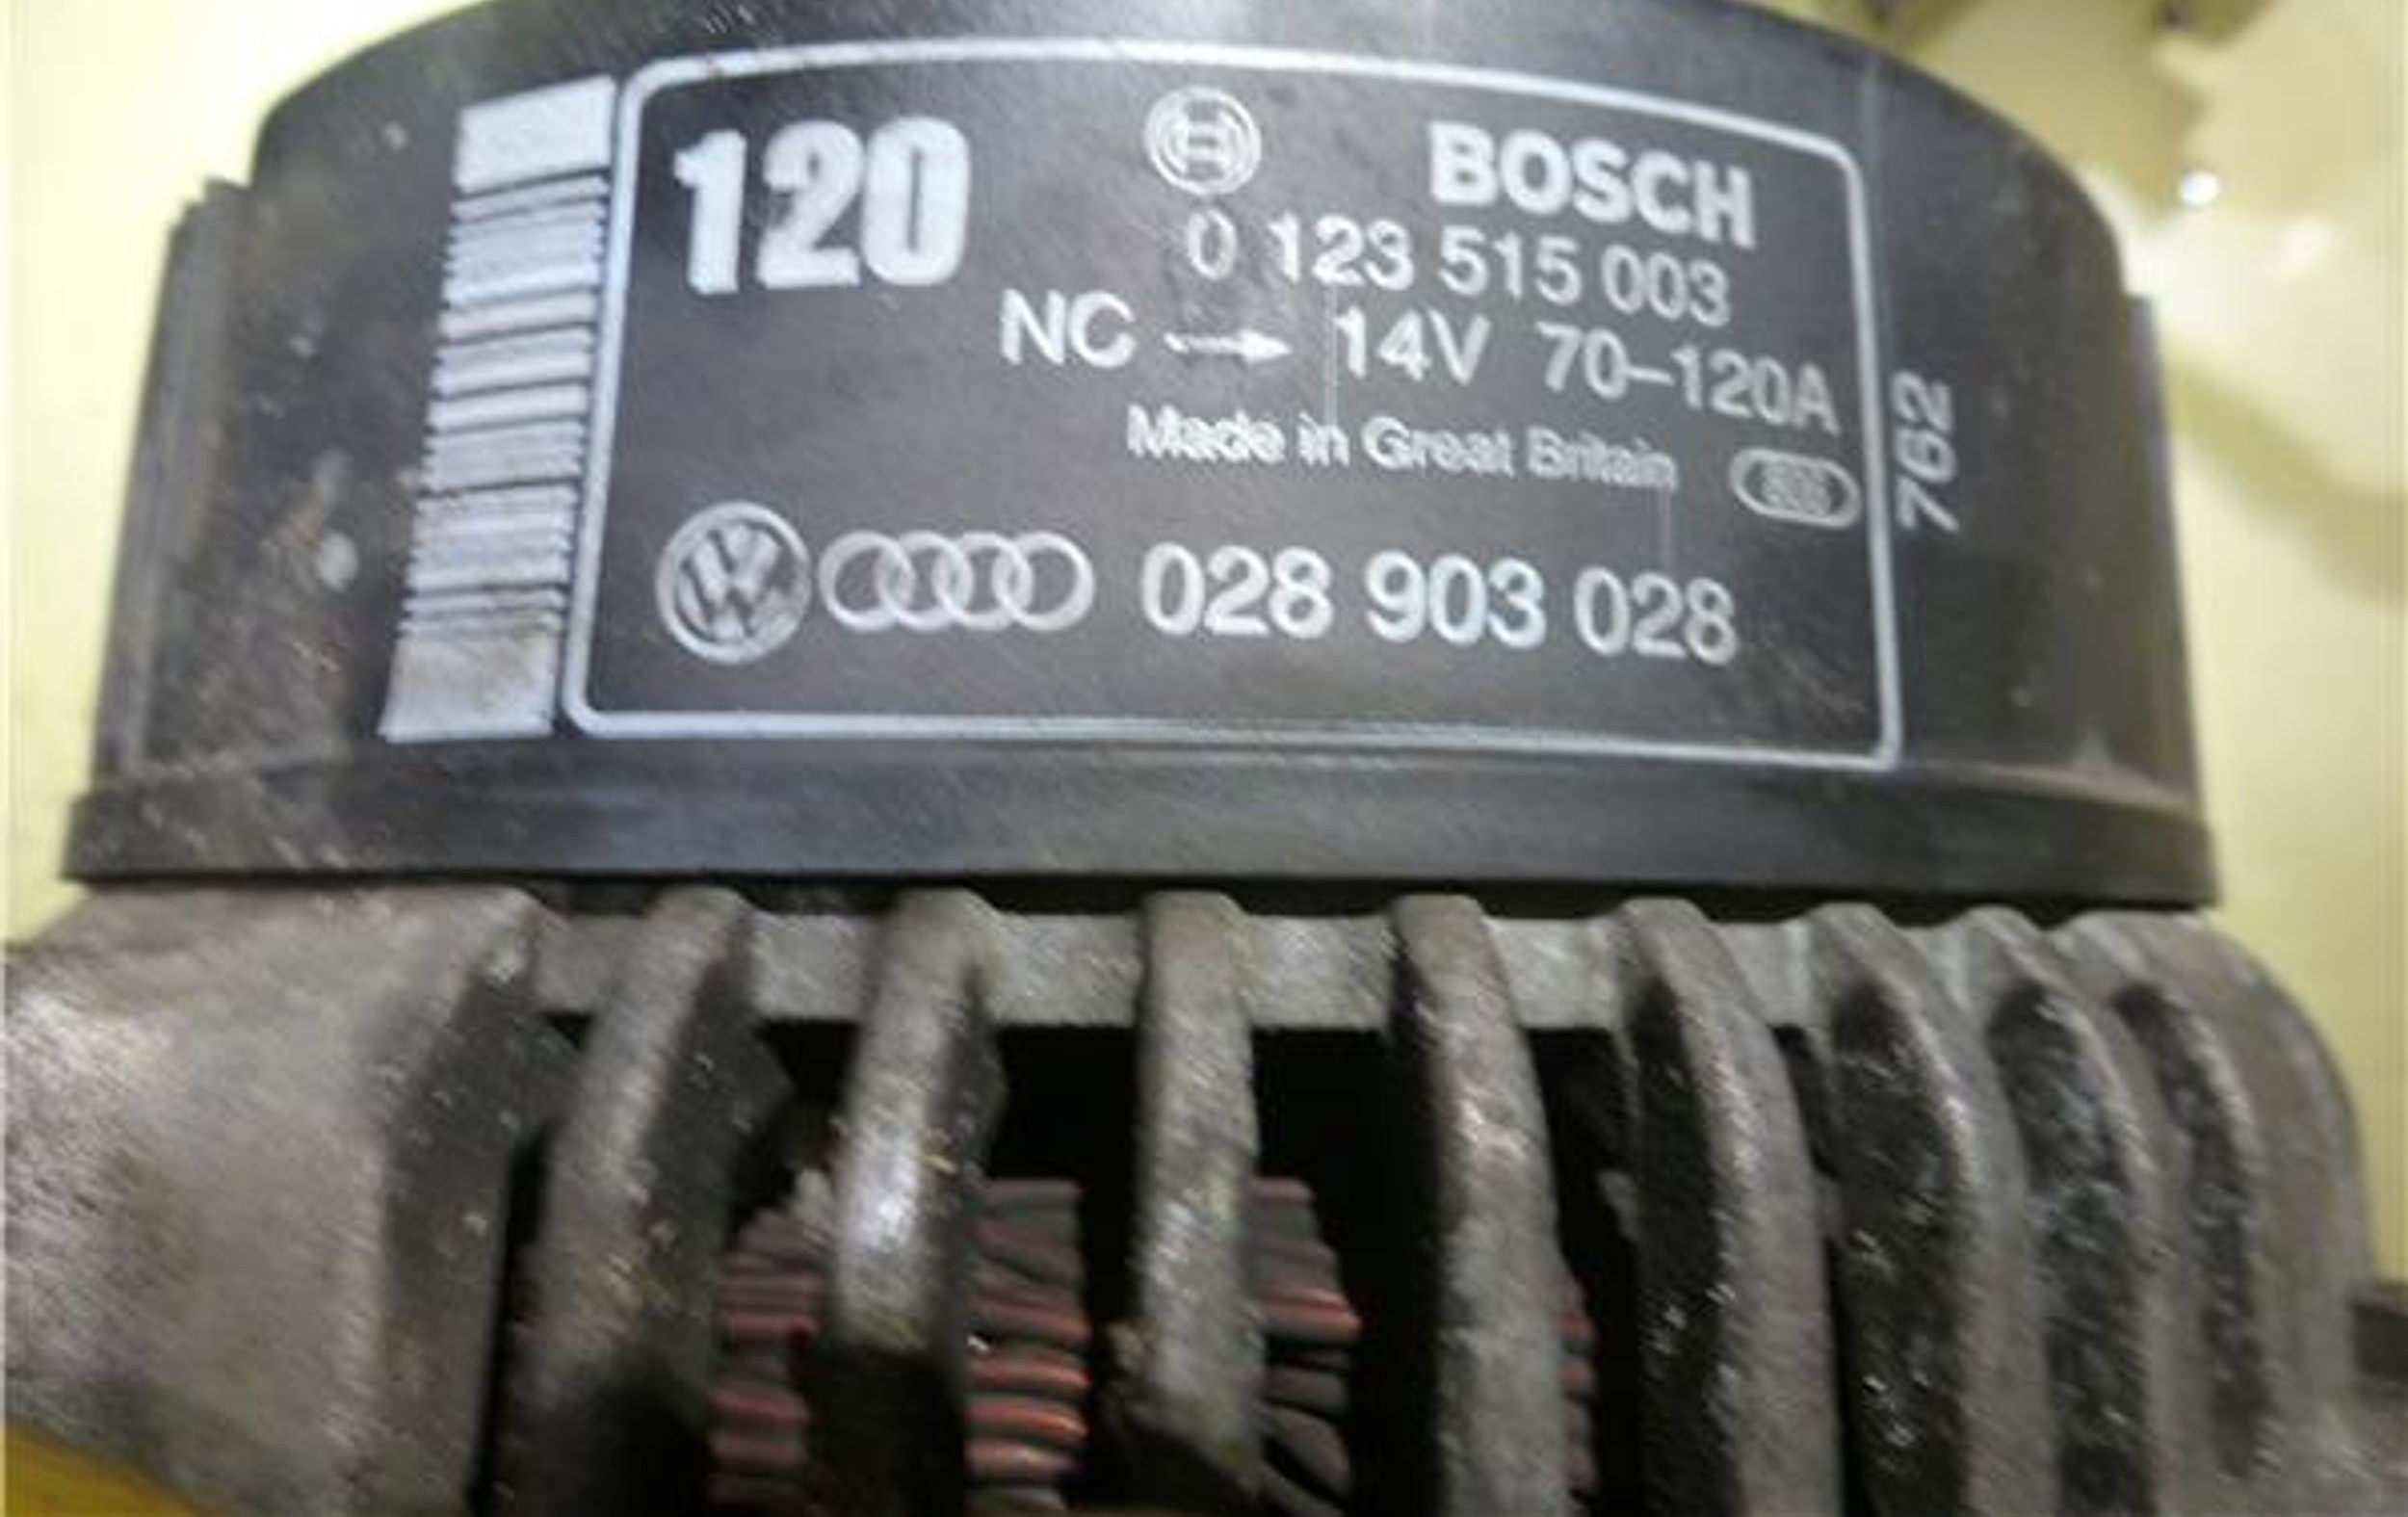 120
BOSCH
0 123 515 003
NC → 14V 70-120A
Made in Great Britain
762
028 903 028